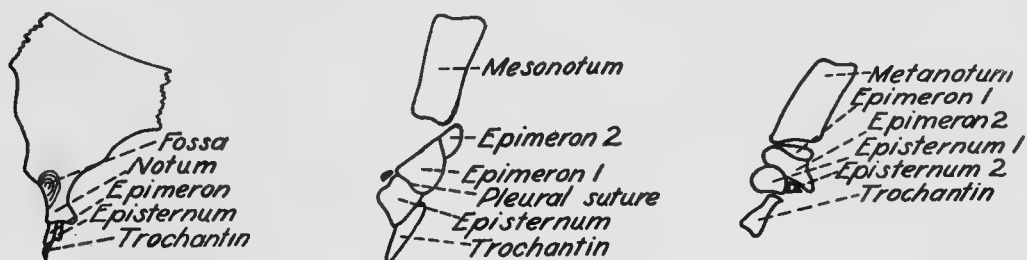 Fossa
Notum
Epimeron
Episternum
Trochantin
Mesonotum
Epimeron 2
Epimeron 1
Pleural suture
Episternum
Trochantin
Metanotum
Epimeron 1
Epimeron 2
Episternum 1
Episternum 2
Trochantin